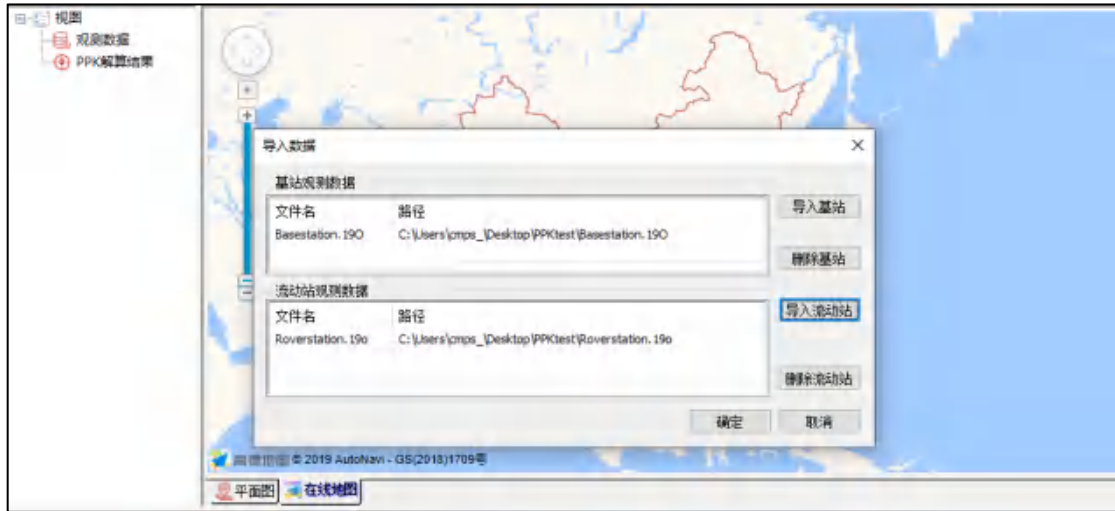 视图
观测数据
PPK解算结果
导入数据
基站观测数据
文件名 路径
Basestation.19O C:\Users\cmps_\Desktop\PPKtest\Basestation.19O
导入基站
删除基站
流动站观测数据
文件名 路径
Roverstation.19o C:\Users\cmps_\Desktop\PPKtest\Roverstation.19o
导入流动站
删除流动站
确定 取消
高德地图 © 2019 AutoNavi - GS(2018)1709号
平面图 在线地图